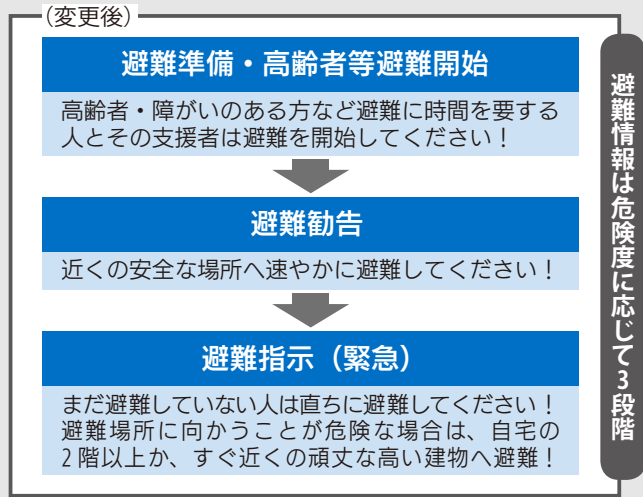 （変更後）
避難準備・高齢者等避難開始
高齢者・障がいのある方など避難に時間を要する
人とその支援者は避難を開始してください！
避難勧告
近くの安全な場所へ速やかに避難してください！
避難指示（緊急）
まだ避難していない人は直ちに避難してください！
避難場所に向かうことが危険な場合は、自宅の
2階以上か、すぐ近くの頑丈な高い建物へ避難！
避難情報は危険度に応じて3段階